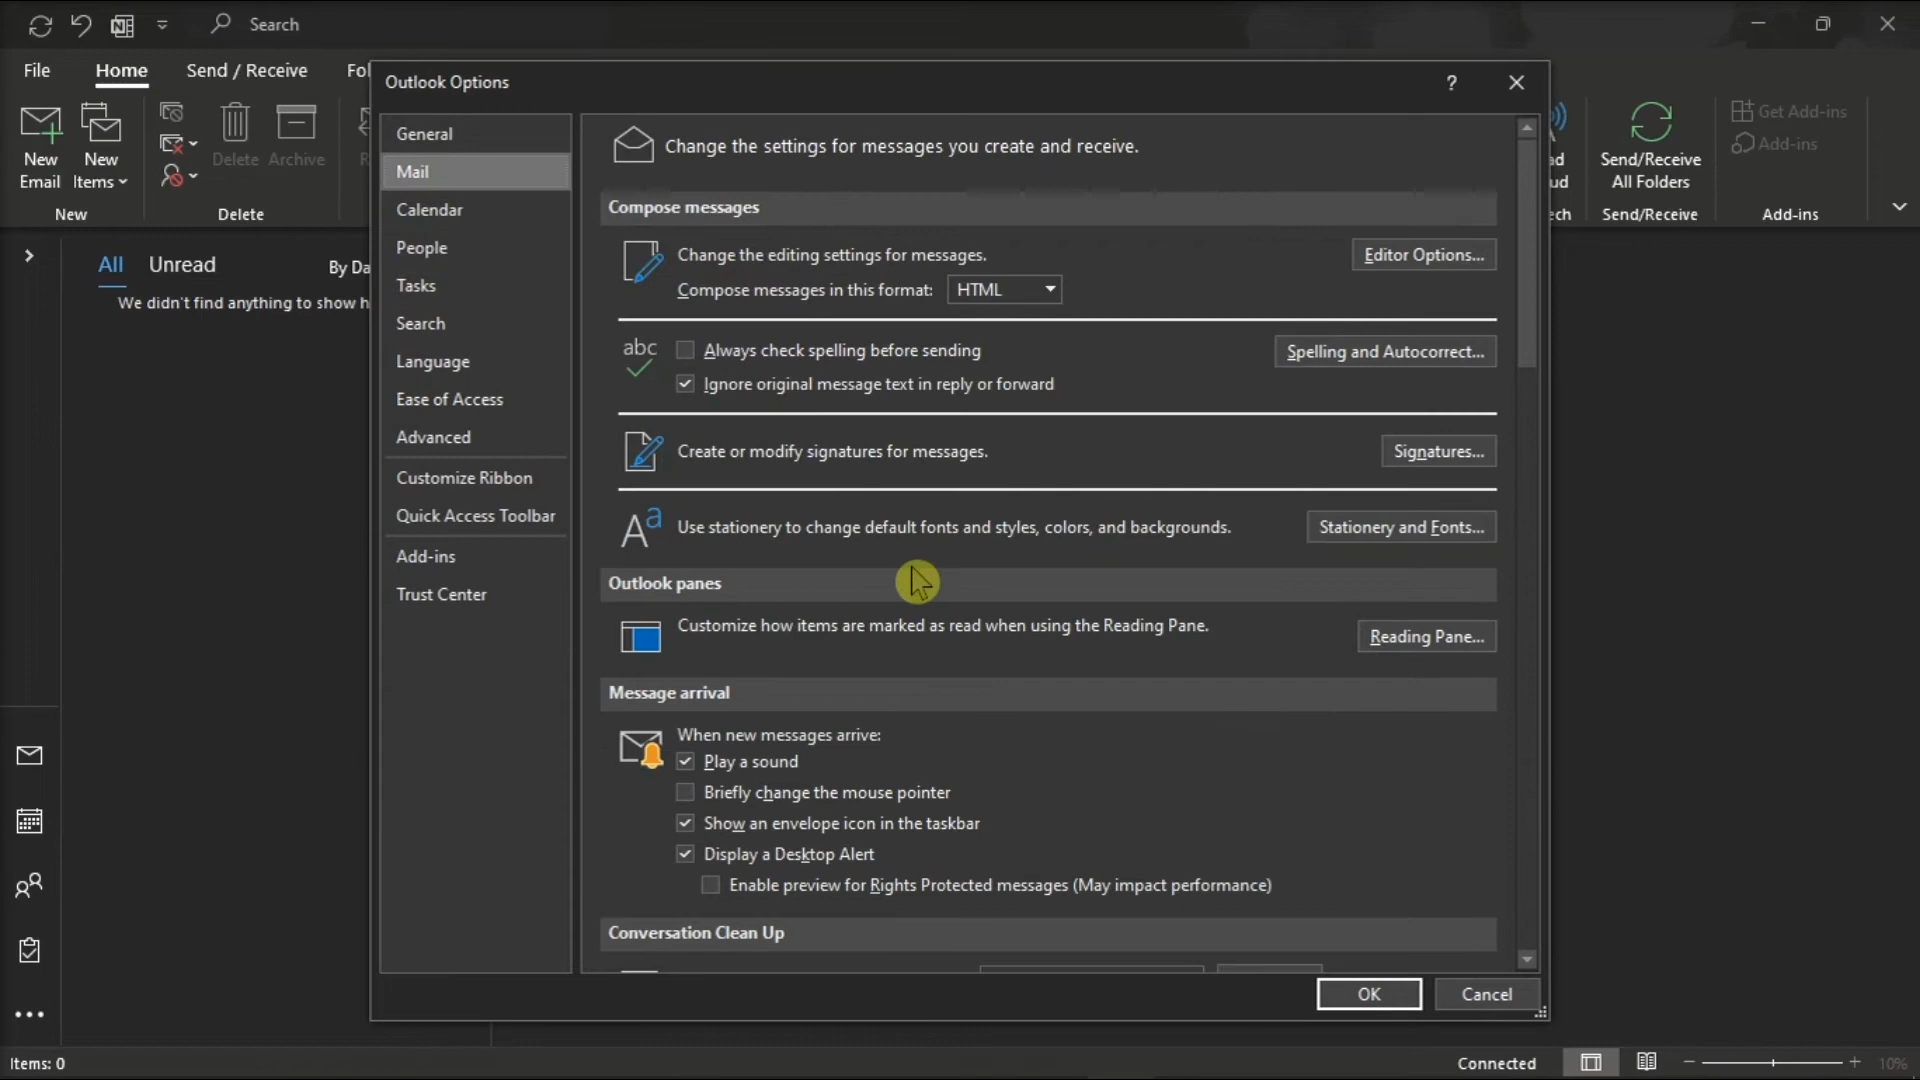 Search
File
Home
Send / Receive
Fol
New Email
New Items
Delete
Archive
R
New
Delete
ad
ud
ech
Send/Receive All Folders
Send/Receive
Get Add-ins
Add-ins
Add-ins
All
Unread
By Da
We didn't find anything to show h
Outlook Options
?
General
Mail
Calendar
People
Tasks
Search
Language
Ease of Access
Advanced
Customize Ribbon
Quick Access Toolbar
Add-ins
Trust Center
Change the settings for messages you create and receive.
Compose messages
Change the editing settings for messages.
Editor Options...
Compose messages in this format:
HTML
abc
Always check spelling before sending
Spelling and Autocorrect...
Ignore original message text in reply or forward
Create or modify signatures for messages.
Signatures...
Aa
Use stationery to change default fonts and styles, colors, and backgrounds.
Stationery and Fonts...
Outlook panes
Customize how items are marked as read when using the Reading Pane.
Reading Pane...
Message arrival
When new messages arrive:
Play a sound
Briefly change the mouse pointer
Show an envelope icon in the taskbar
Display a Desktop Alert
Enable preview for Rights Protected messages (May impact performance)
Conversation Clean Up
OK
Cancel
Items: 0
Connected
10%